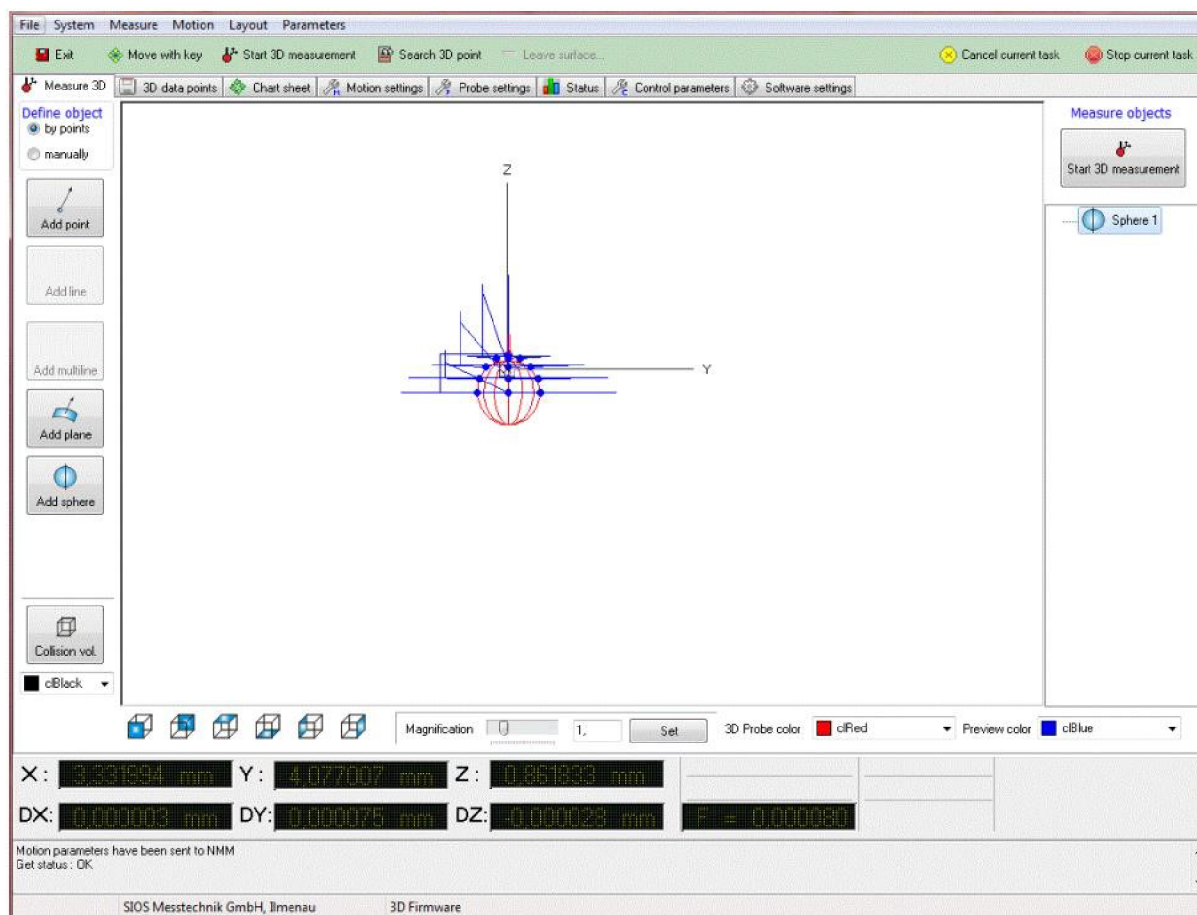 File System Measure Motion Layout Parameters
Exit Move with key Start 3D measurement Search 3D point Leave surface... Cancel current task Stop current task
Measure 3D 3D data points Chart sheet Motion settings Probe settings Status Control parameters Software settings
Define object
by points
manually
Add point
Add line
Add multiline
Add plane
Add sphere
Collision vol.
clBlack
Z
Y
Measure objects
Start 3D measurement
Sphere 1
Magnification 1, Set 3D Probe color clRed Preview color clBlue
X: 3,331994 mm Y: 4,077007 mm Z: 0,861833 mm
DX: 0,000003 mm DY: 0,000075 mm DZ: -0,000023 mm F = 0,000080
Motion parameters have been sent to NMM
Get status : OK
SIOS Messtechnik GmbH, Ilmenau 3D Firmware